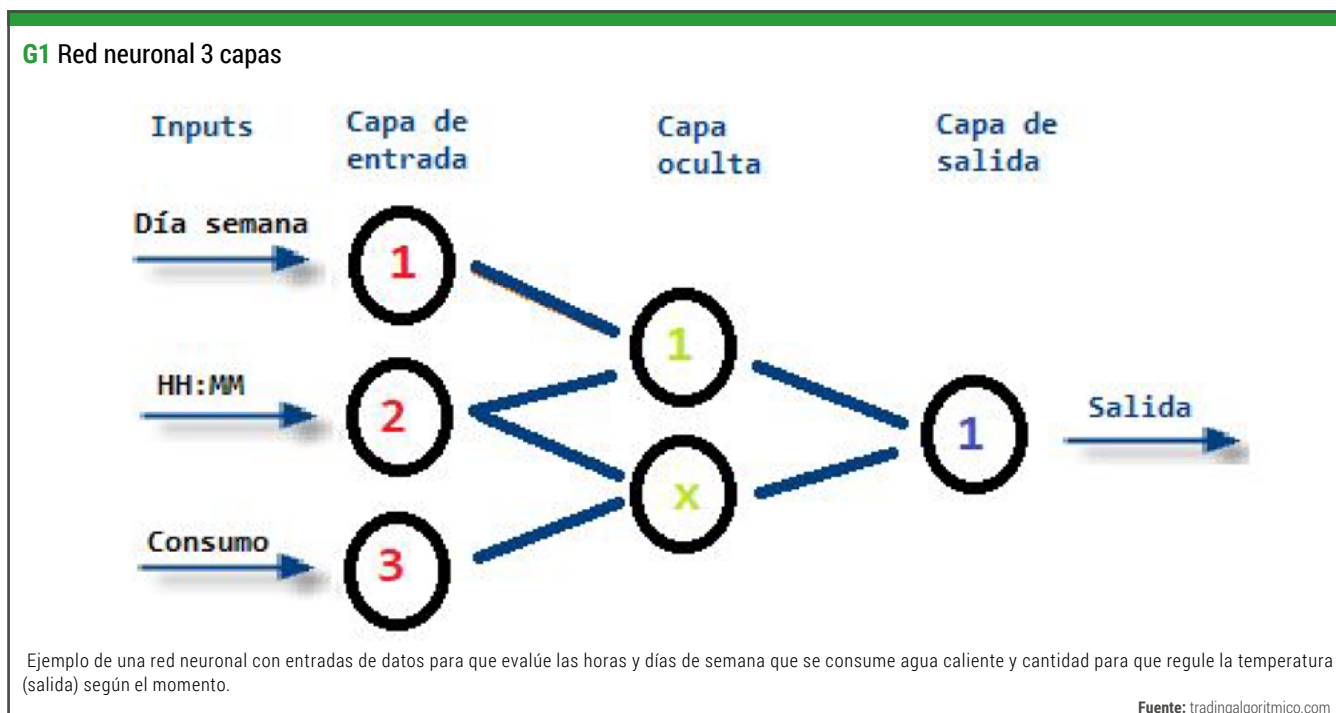 G1 Red neuronal 3 capas
Inputs
Capa de
entrada
Capa
oculta
Capa de
salida
Día semana
1
1
HH:MM
2
1
Salida
x
Consumo
3
Ejemplo de una red neuronal con entradas de datos para que evalúe las horas y días de semana que se consume agua caliente y cantidad para que regule la temperatura
(salida) según el momento.
Fuente: tradingalgoritmico.com